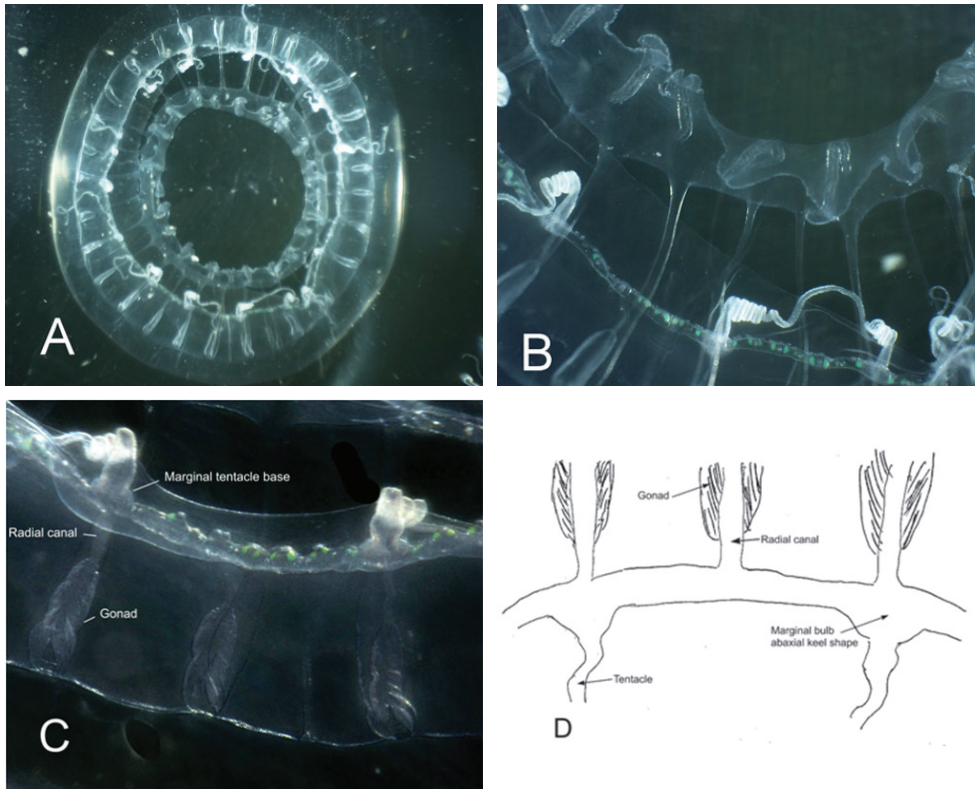 A
B
Marginal tentacle base
Radial canal
Gonad
C
Gonad
Radial canal
Marginal bulb
abaxial keel shape
Tentacle
D